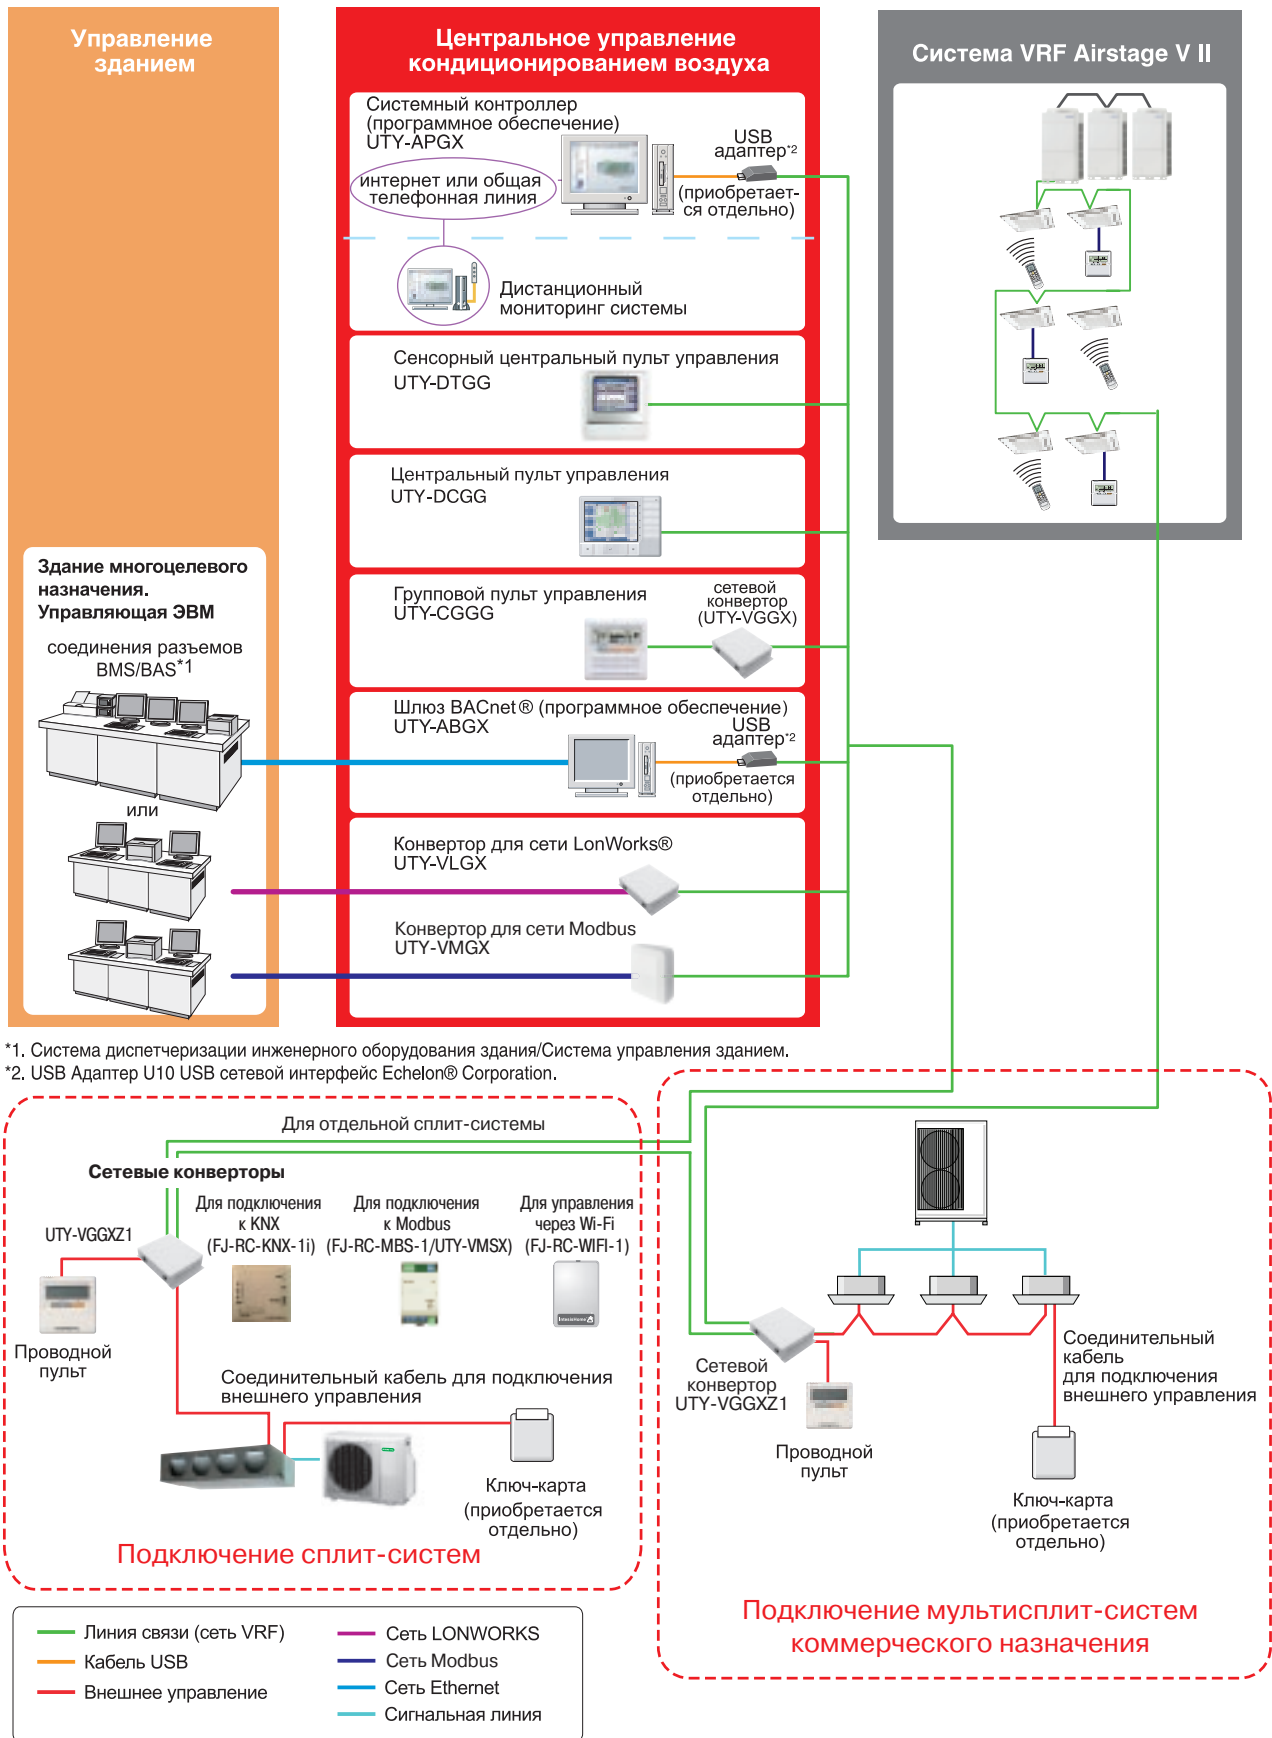 Управление
зданием
Здание многоцелевого
назначения.
Управляющая ЭВМ
соединения разъемов
BMS/BAS*1
или
Центральное управление
кондиционированием воздуха
Системный контроллер
(программное обеспечение)
UTY-APGX
интернет или общая
телефонная линия
USB
адаптер*2
(приобретает-
ся отдельно)
Дистанционный
мониторинг системы
Сенсорный центральный пульт управления
UTY-DTGG
Центральный пульт управления
UTY-DCGG
Групповой пульт управления
UTY-CGGG
сетевой
конвертор
(UTY-VGGX)
Шлюз BACnet® (программное обеспечение)
UTY-ABGX
USB
адаптер*2
(приобретается
отдельно)
Конвертор для сети LonWorks®
UTY-VLGX
Конвертор для сети Modbus
UTY-VMGX
Система VRF Airstage V II
*1. Система диспетчеризации инженерного оборудования здания/Система управления зданием.
*2. USB Адаптер U10 USB сетевой интерфейс Echelon® Corporation.
Для отдельной сплит-системы
Сетевые конверторы
UTY-VGGXZ1
Для подключения
к KNX
(FJ-RC-KNX-1i)
Для подключения
к Modbus
(FJ-RC-MBS-1/UTY-VMSX)
Для управления
через Wi-Fi
(FJ-RC-WIFI-1)
IntesisHome
Проводной
пульт
Соединительный кабель для подключения
внешнего управления
Ключ-карта
(приобретается
отдельно)
Подключение сплит-систем
Сетевой
конвертор
UTY-VGGXZ1
Проводной
пульт
Соединительный
кабель
для подключения
внешнего управления
Ключ-карта
(приобретается
отдельно)
Подключение мультисплит-систем
коммерческого назначения
Линия связи (сеть VRF)
Кабель USB
Внешнее управление
Сеть LONWORKS
Сеть Modbus
Сеть Ethernet
Сигнальная линия